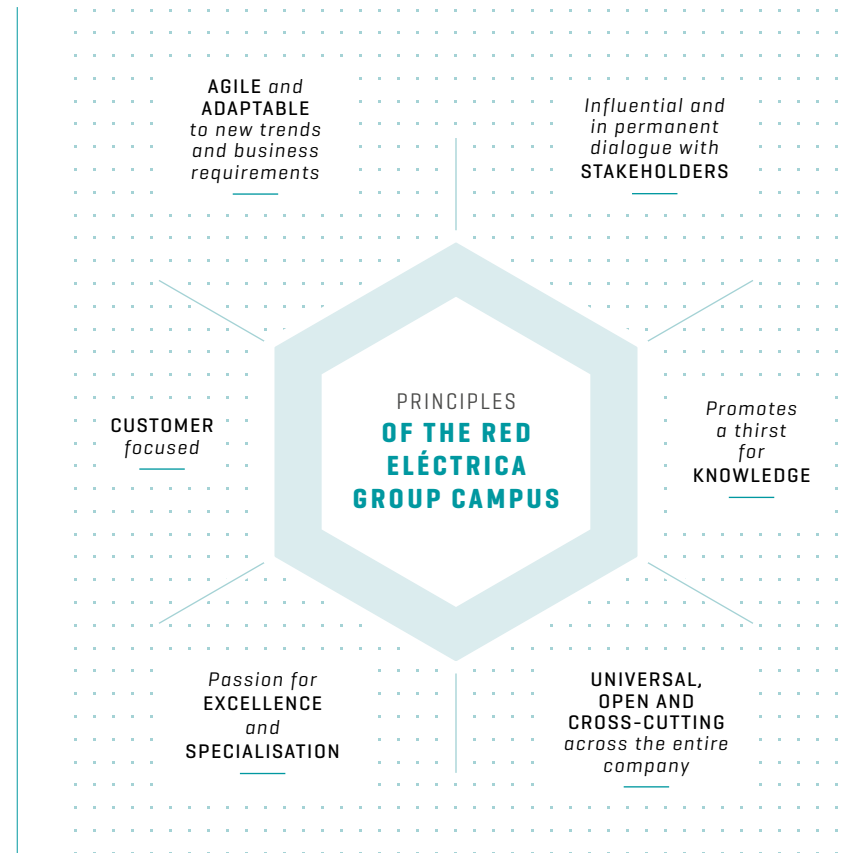 AGILE and
ADAPTABLE
to new trends
and business
requirements
Influential and
in permanent
dialogue with
STAKEHOLDERS
CUSTOMER
focused
PRINCIPLES
OF THE RED
ELÉCTRICA
GROUP CAMPUS
Promotes
a thirst
for
KNOWLEDGE
Passion for
EXCELLENCE
and
SPECIALISATION
UNIVERSAL,
OPEN AND
CROSS-CUTTING
across the entire
company